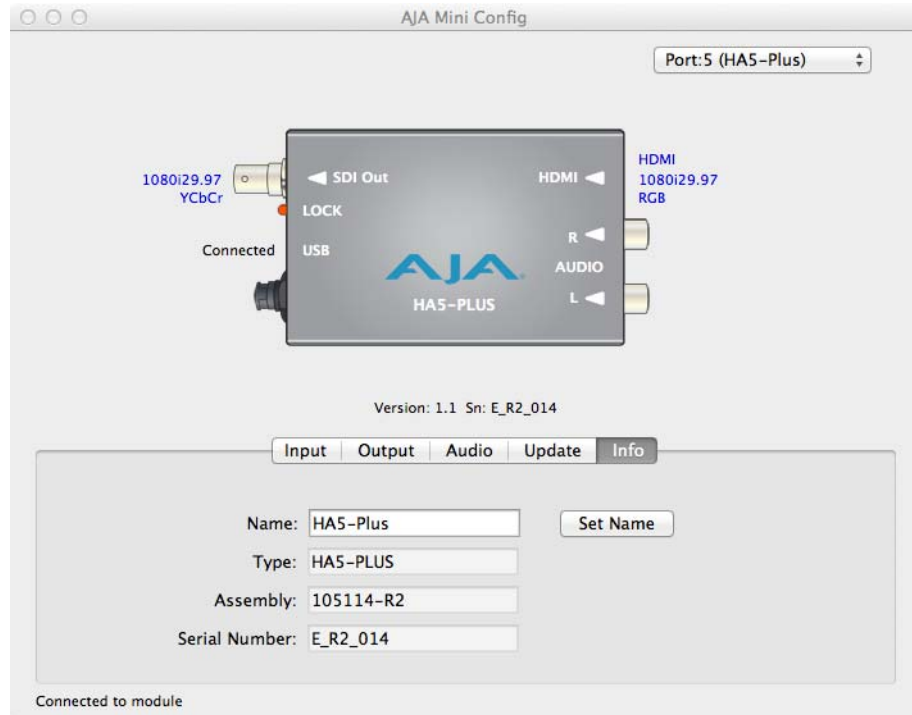 AJA Mini Config
Port:5 (HA5-Plus)
1080i29.97
YCbCr
Connected
SDI Out
LOCK
USB
HDMI
R
AUDIO
L
AJA
HA5-PLUS
HDMI
1080i29.97
RGB
Version: 1.1 Sn: E_R2_014
Input Output Audio Update Info
Name: HA5-Plus Set Name
Type: HA5-PLUS
Assembly: 105114-R2
Serial Number: E_R2_014
Connected to module